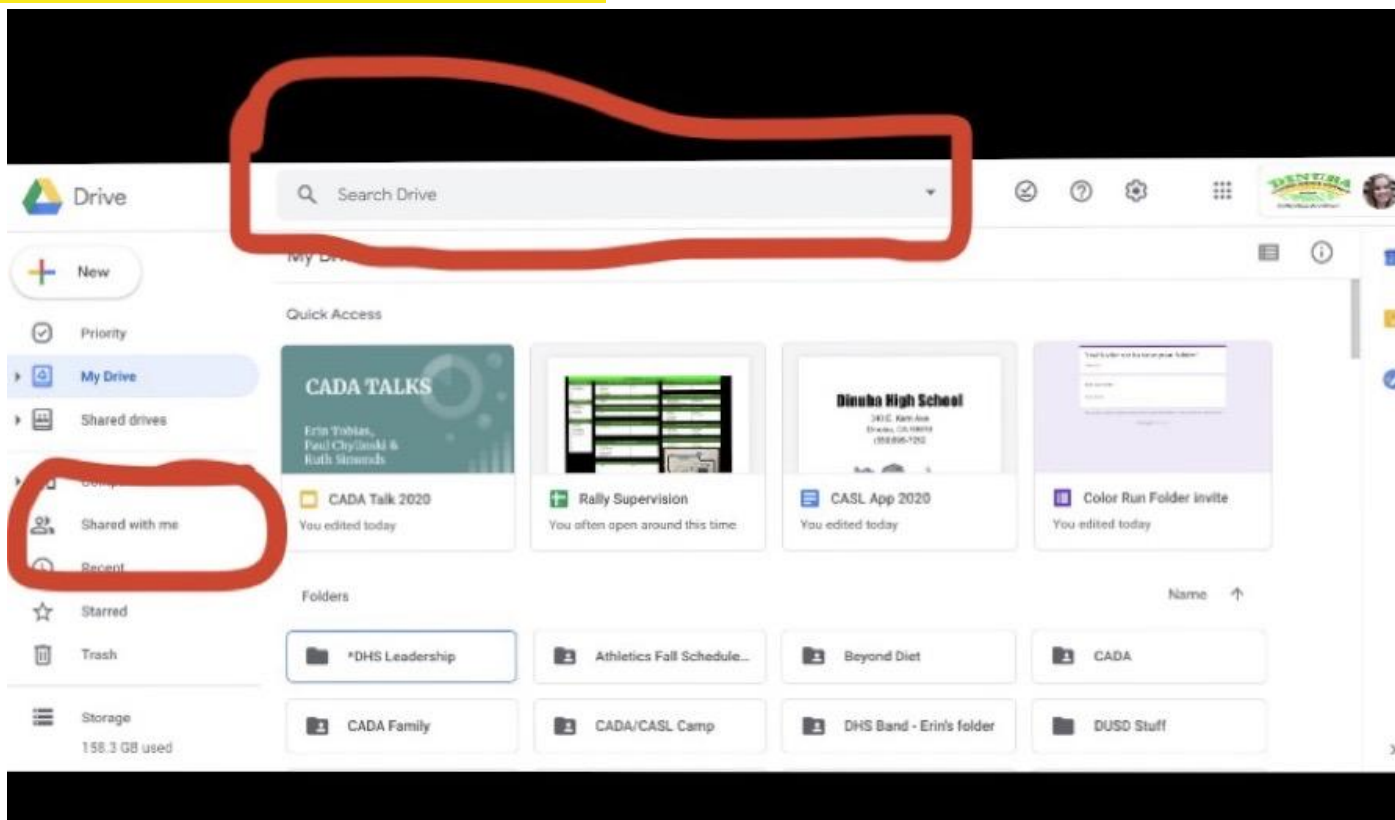 Drive
Search Drive
DINUBA
New
My Dr
Priority
My Drive
Shared drives
Shared with me
Recent
Starred
Trash
Storage
158.3 GB used
Quick Access
CADA TALKS
Erin Tobias,
Paul Chylinski &
Ruth Simonds
CADA Talk 2020
You edited today
Rally Supervision
You often open around this time
Dinuba High School
CASL App 2020
You edited today
Color Run Folder invite
You edited today
Folders
Name
*DHS Leadership
Athletics Fall Schedule...
Beyond Diet
CADA
CADA Family
CADA/CASL Camp
DHS Band - Erin's folder
DUSD Stuff